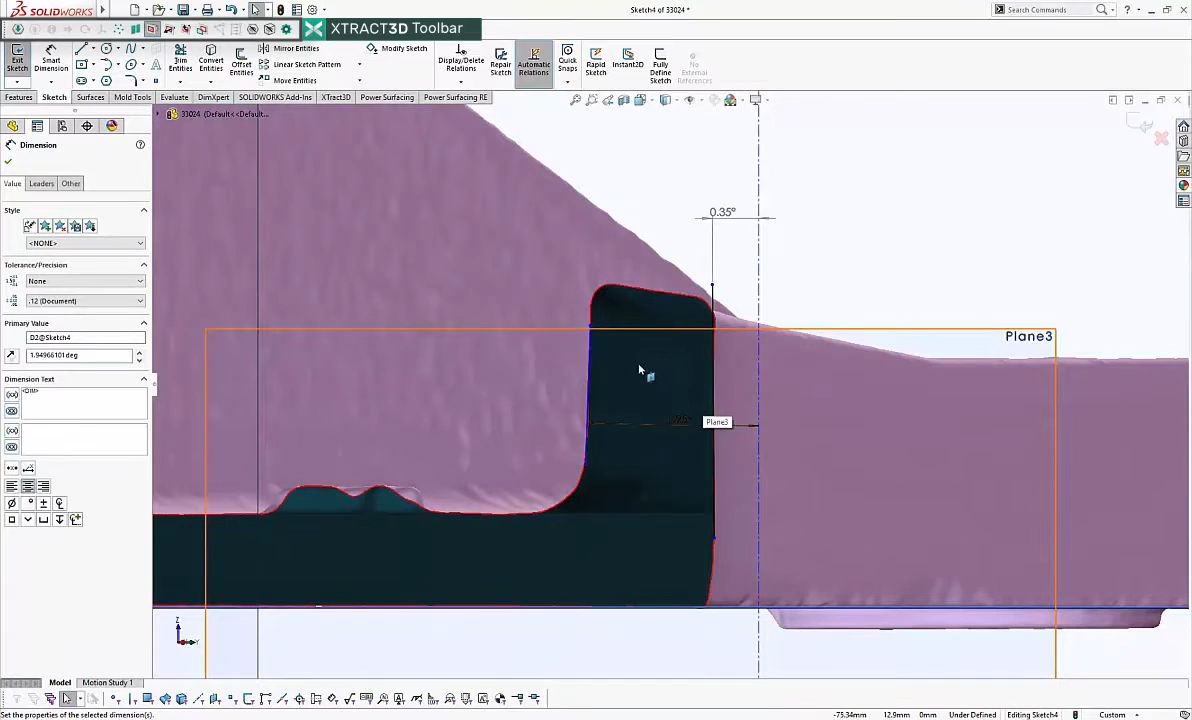 SOLIDWORKS
Sketch4 of 33024 *
Search Commands
XTRACT3D Toolbar
Exit Sketch
Smart Dimension
Trim Entities
Convert Entities
Offset Entities
Mirror Entities
Linear Sketch Pattern
Move Entities
Modify Sketch
Display/Delete Relations
Repair Sketch
Automatic Relations
Quick Snaps
Rapid Sketch
Instant2D
Fully Define Sketch
No External References
Features
Sketch
Surfaces
Mold Tools
Evaluate
DimXpert
SOLIDWORKS Add-Ins
XTract3D
Power Surfacing
Power Surfacing RE
33024 (Default<<Default...
Dimension
Value
Leaders
Other
Style
<NONE>
Tolerance/Precision
None
.12 (Document)
Primary Value
D2@Sketch4
1.94966101deg
Dimension Text
<DIM>
0.35°
Plane3
Plane3
Z
Y
Model
Motion Study 1
Set the properties of the selected dimension(s).
-75.34mm
12.9mm
0mm
Under Defined
Editing Sketch4
Custom